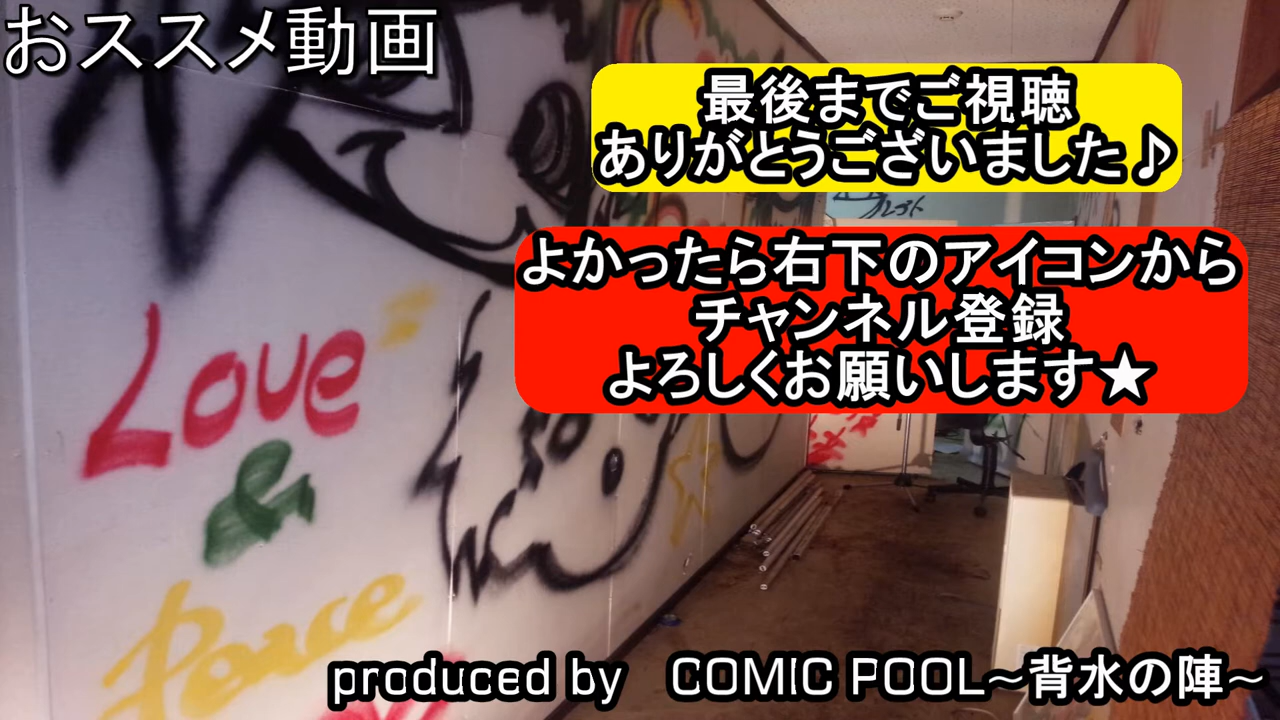 おススメ動画
最後までご視聴
ありがとうございました♪
よかったら右下のアイコンから
チャンネル登録
よろしくお願いします★
Love
&
Peace
produced by COMIC POOL~背水の陣~